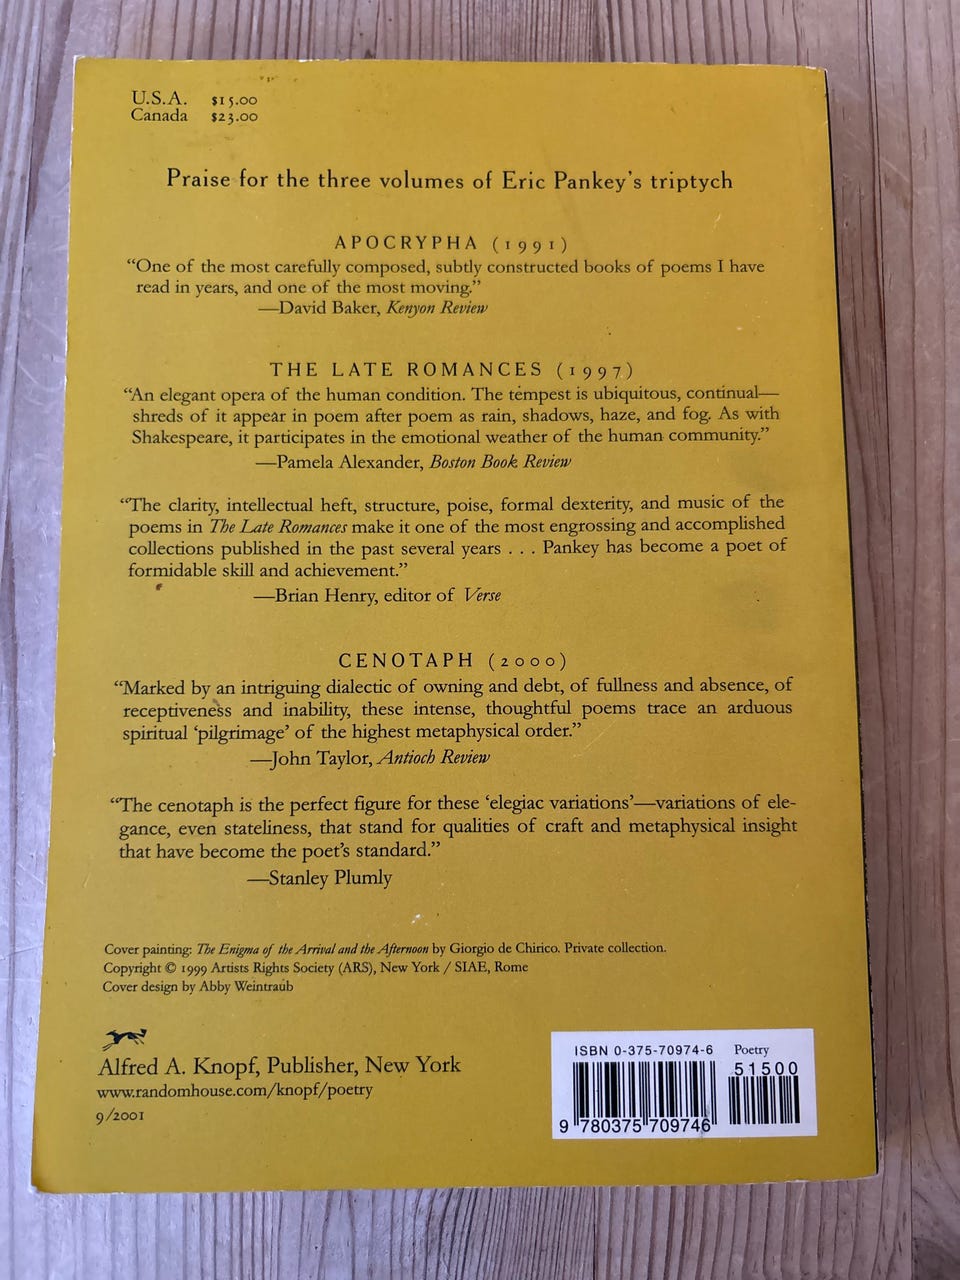 U.S.A. $15.00
Canada $23.00
Praise for the three volumes of Eric Pankey's triptych
APOCRYPHA (1991)
“One of the most carefully composed, subtly constructed books of poems I have
read in years, and one of the most moving.”
—David Baker, Kenyon Review
THE LATE ROMANCES (1997)
“An elegant opera of the human condition. The tempest is ubiquitous, continual—
shreds of it appear in poem after poem as rain, shadows, haze, and fog. As with
Shakespeare, it participates in the emotional weather of the human community.”
—Pamela Alexander, Boston Book Review
“The clarity, intellectual heft, structure, poise, formal dexterity, and music of the
poems in The Late Romances make it one of the most engrossing and accomplished
collections published in the past several years . . . Pankey has become a poet of
formidable skill and achievement.”
—Brian Henry, editor of Verse
CENOTAPH (2000)
“Marked by an intriguing dialectic of owning and debt, of fullness and absence, of
receptiveness and inability, these intense, thoughtful poems trace an arduous
spiritual ‘pilgrimage’ of the highest metaphysical order.”
—John Taylor, Antioch Review
“The cenotaph is the perfect figure for these ‘elegiac variations’—variations of ele-
gance, even stateliness, that stand for qualities of craft and metaphysical insight
that have become the poet’s standard.”
—Stanley Plumly
Cover painting: The Enigma of the Arrival and the Afternoon by Giorgio de Chirico. Private collection.
Copyright © 1999 Artists Rights Society (ARS), New York / SIAE, Rome
Cover design by Abby Weintraub
Alfred A. Knopf, Publisher, New York
www.randomhouse.com/knopf/poetry
9/2001
ISBN 0-375-70974-6 Poetry
51500
9 780375 709746